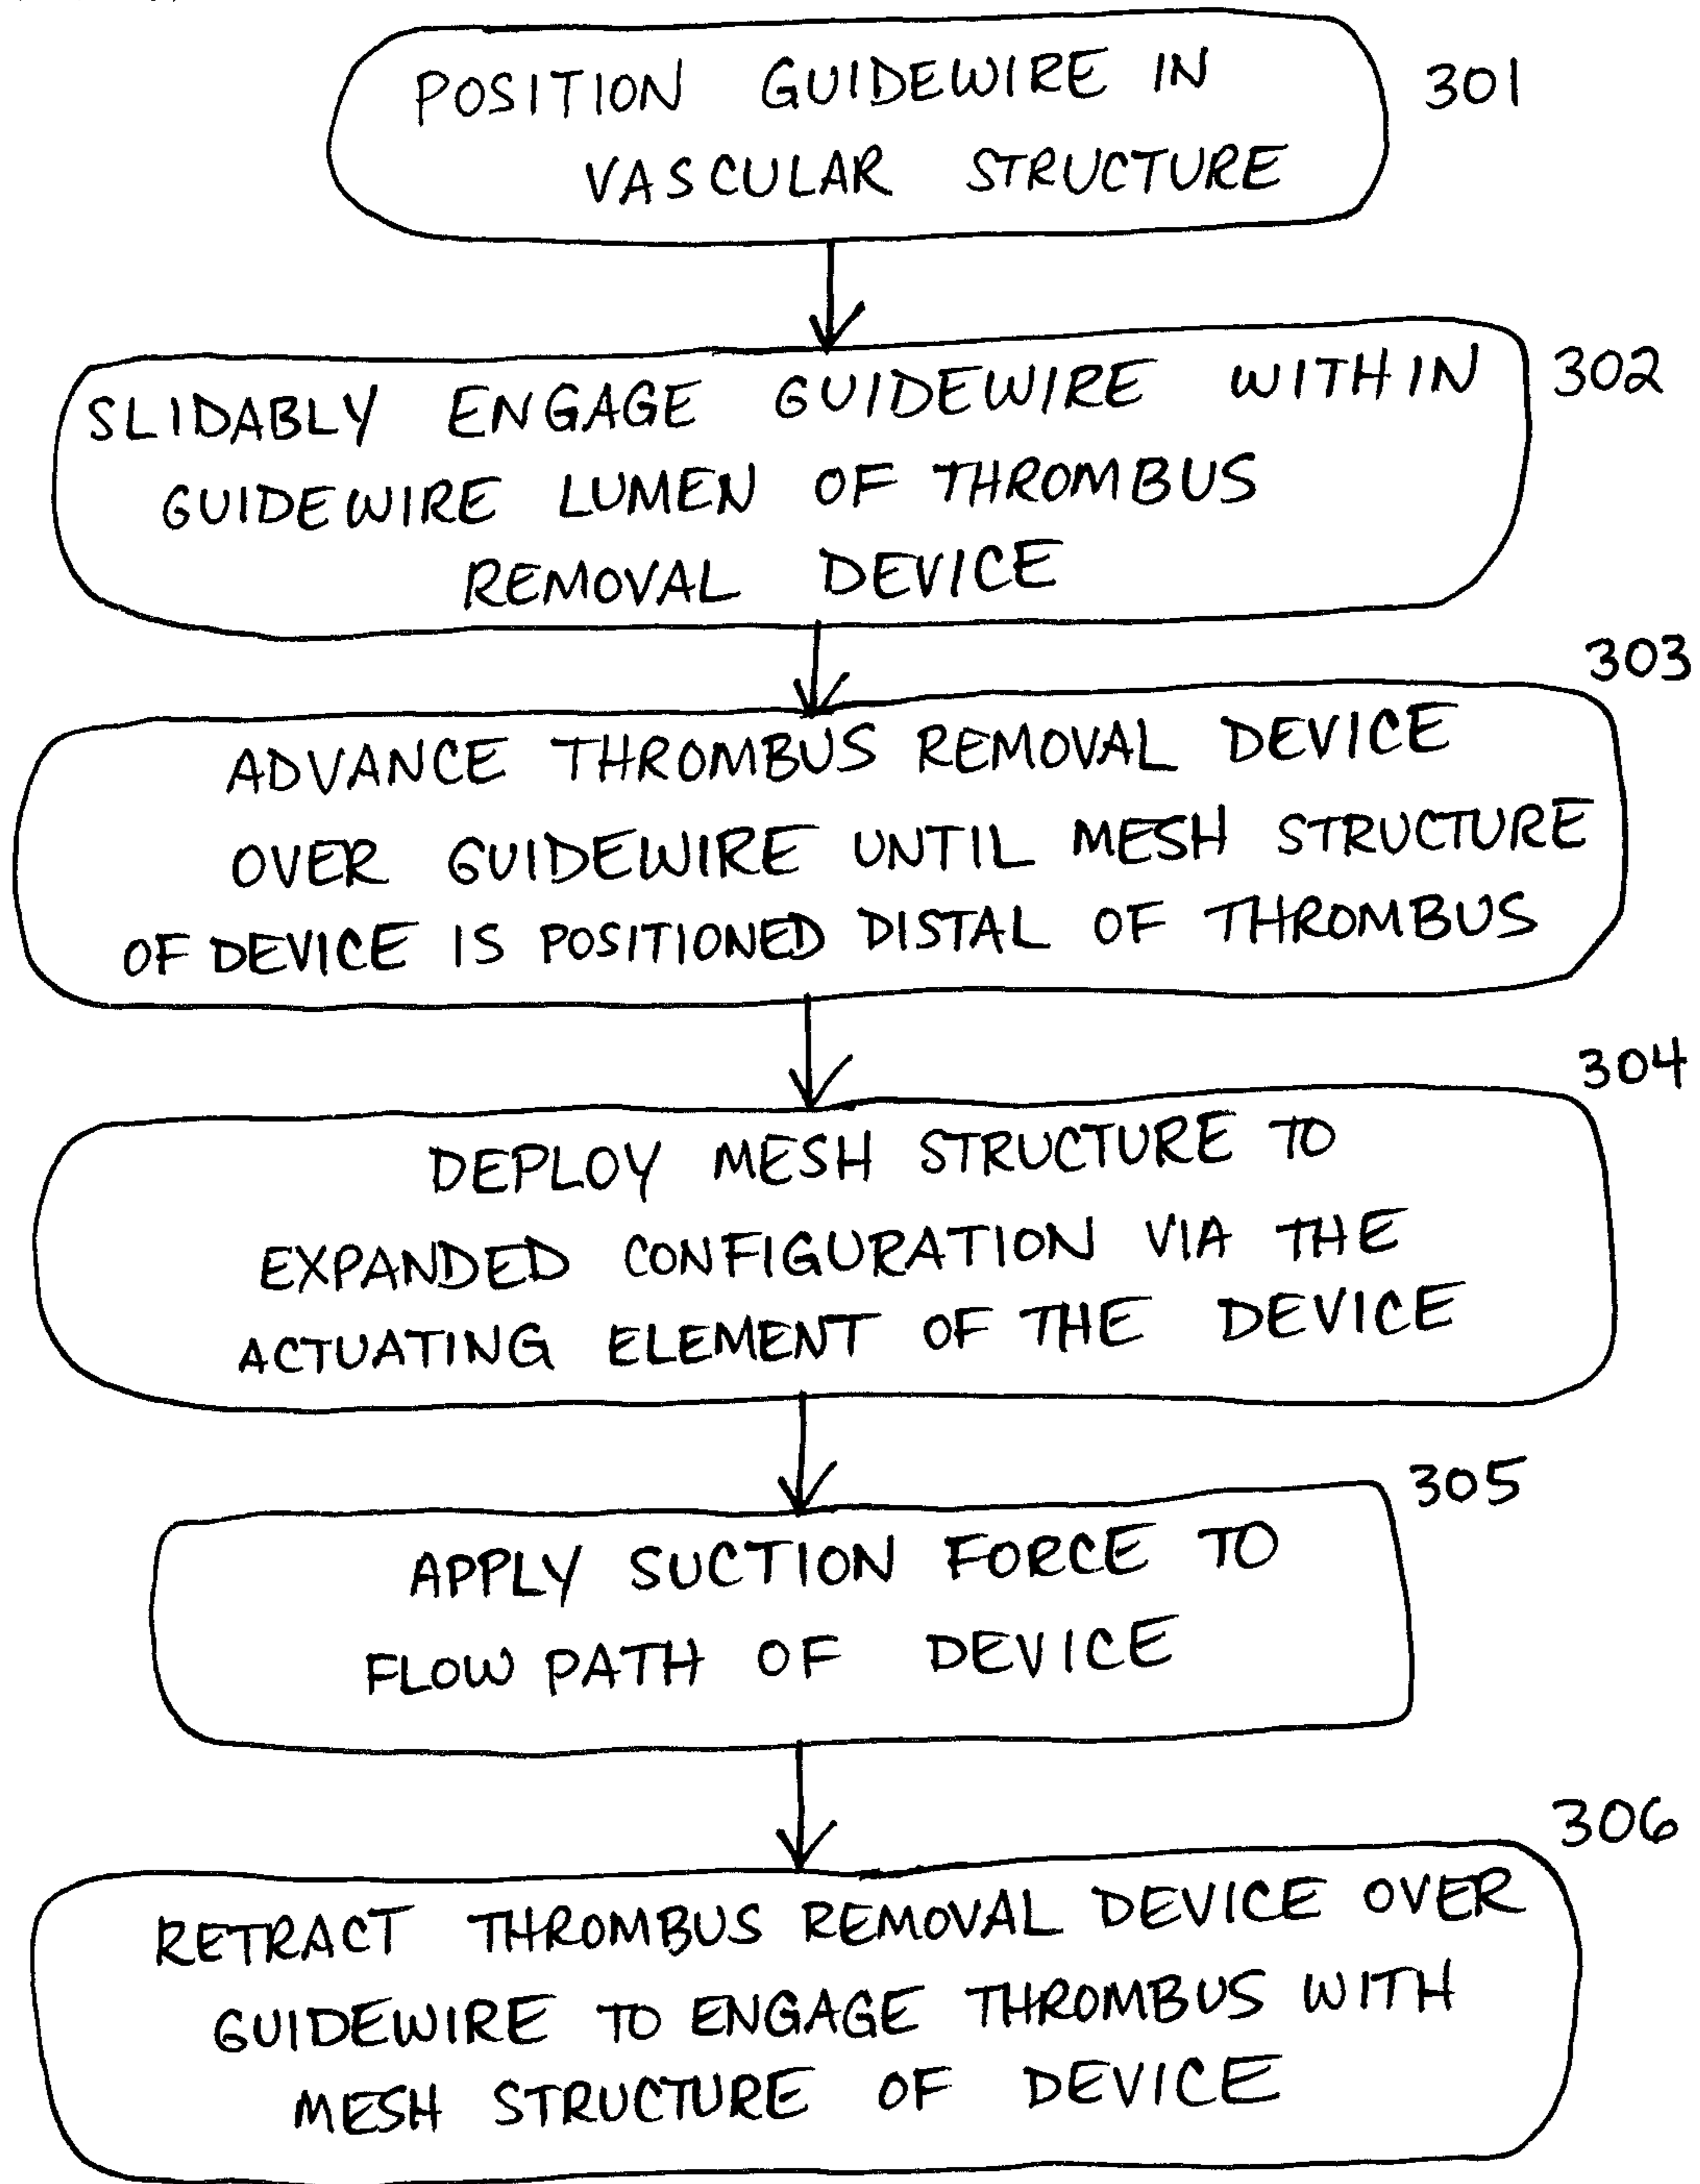 POSITION GUIDEWIRE IN
VASCULAR STRUCTURE
301
SLIDABLY ENGAGE GUIDEWIRE WITHIN
GUIDEWIRE LUMEN OF THROMBUS
REMOVAL DEVICE
302
303
ADVANCE THROMBUS REMOVAL DEVICE
OVER GUIDEWIRE UNTIL MESH STRUCTURE
OF DEVICE IS POSITIONED DISTAL OF THROMBUS
304
DEPLOY MESH STRUCTURE TO
EXPANDED CONFIGURATION VIA THE
ACTUATING ELEMENT OF THE DEVICE
305
APPLY SUCTION FORCE TO
FLOW PATH OF DEVICE
306
RETRACT THROMBUS REMOVAL DEVICE OVER
GUIDEWIRE TO ENGAGE THROMBUS WITH
MESH STRUCTURE OF DEVICE